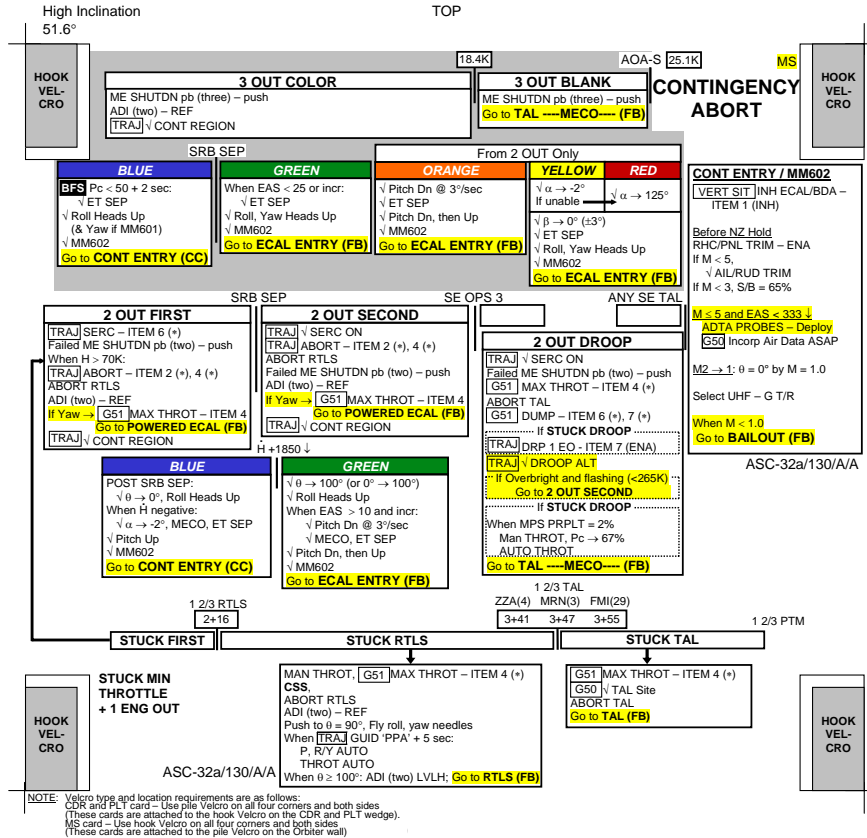 High Inclination
TOP
51.6°
18.4K
AOA-S 25.1K
MS
HOOK
VEL-
CRO
HOOK
VEL-
CRO
CONTINGENCY
ABORT
3 OUT COLOR
ME SHUTDN pb (three) – push
ADI (two) – REF
TRAJ √ CONT REGION
3 OUT BLANK
ME SHUTDN pb (three) – push
Go to TAL ----MECO---- (FB)
SRB SEP
From 2 OUT Only
BLUE
BFS Pc < 50 + 2 sec:
√ ET SEP
√ Roll Heads Up
(& Yaw if MM601)
√ MM602
Go to CONT ENTRY (CC)
GREEN
When EAS < 25 or incr:
√ ET SEP
√ Roll, Yaw Heads Up
√ MM602
Go to ECAL ENTRY (FB)
ORANGE
√ Pitch Dn @ 3°/sec
√ ET SEP
√ Pitch Dn, then Up
√ MM602
Go to ECAL ENTRY (FB)
YELLOW
√ α → -2°
If unable
RED
√ α → 125°
√ β → 0° (±3°)
√ ET SEP
√ Roll, Yaw Heads Up
√ MM602
Go to ECAL ENTRY (FB)
CONT ENTRY / MM602
VERT SIT INH ECAL/BDA –
ITEM 1 (INH)
Before NZ Hold
RHC/PNL TRIM – ENA
If M < 5,
√ AIL/RUD TRIM
If M < 3, S/B = 65%
M ≤ 5 and EAS < 333 ↓
ADTA PROBES – Deploy
G50 Incorp Air Data ASAP
M2 → 1: θ = 0° by M = 1.0
Select UHF – G T/R
When M < 1.0
Go to BAILOUT (FB)
ASC-32a/130/A/A
SRB SEP
SE OPS 3
ANY SE TAL
2 OUT FIRST
TRAJ SERC – ITEM 6 (*)
Failed ME SHUTDN pb (two) – push
When H > 70K:
TRAJ ABORT – ITEM 2 (*), 4 (*)
ABORT RTLS
ADI (two) – REF
If Yaw → G51 MAX THROT – ITEM 4
Go to POWERED ECAL (FB)
TRAJ √ CONT REGION
2 OUT SECOND
TRAJ √ SERC ON
TRAJ ABORT – ITEM 2 (*), 4 (*)
ABORT RTLS
Failed ME SHUTDN pb (two) – push
ADI (two) – REF
If Yaw → G51 MAX THROT – ITEM 4
Go to POWERED ECAL (FB)
TRAJ √ CONT REGION
2 OUT DROOP
TRAJ √ SERC ON
Failed ME SHUTDN pb (two) – push
G51 MAX THROT – ITEM 4 (*)
ABORT TAL
G51 DUMP – ITEM 6 (*), 7 (*)
If STUCK DROOP
TRAJ DRP 1 EO - ITEM 7 (ENA)
TRAJ √ DROOP ALT
If Overbright and flashing (<265K)
Go to 2 OUT SECOND
If STUCK DROOP
When MPS PRPLT = 2%
Man THROT, Pc → 67%
AUTO THROT
Go to TAL ----MECO---- (FB)
Ḣ +1850 ↓
BLUE
POST SRB SEP:
√ θ → 0°, Roll Heads Up
When Ḣ negative:
√ α → -2°, MECO, ET SEP
√ Pitch Up
√ MM602
Go to CONT ENTRY (CC)
GREEN
√ θ → 100° (or 0° → 100°)
√ Roll Heads Up
When EAS > 10 and incr:
√ Pitch Dn @ 3°/sec
√ MECO, ET SEP
√ Pitch Dn, then Up
√ MM602
Go to ECAL ENTRY (FB)
1 2/3 RTLS
2+16
1 2/3 TAL
ZZA(4) MRN(3) FMI(29)
3+41 3+47 3+55
1 2/3 PTM
STUCK FIRST
STUCK RTLS
STUCK TAL
STUCK MIN
THROTTLE
+ 1 ENG OUT
MAN THROT, G51 MAX THROT – ITEM 4 (*)
CSS,
ABORT RTLS
ADI (two) – REF
Push to θ = 90°, Fly roll, yaw needles
When TRAJ GUID 'PPA' + 5 sec:
P, R/Y AUTO
THROT AUTO
When θ ≥ 100°: ADI (two) LVLH; Go to RTLS (FB)
G51 MAX THROT – ITEM 4 (*)
G50 √ TAL Site
ABORT TAL
Go to TAL (FB)
HOOK
VEL-
CRO
HOOK
VEL-
CRO
ASC-32a/130/A/A
NOTE: Velcro type and location requirements are as follows:
CDR and PLT card – Use pile Velcro on all four corners and both sides
(These cards are attached to the hook Velcro on the CDR and PLT wedge).
MS card – Use hook Velcro on all four corners and both sides
(These cards are attached to the pile Velcro on the Orbiter wall)